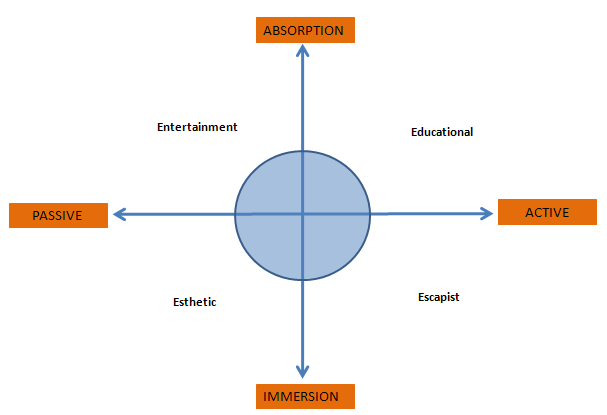 ABSORPTION
Entertainment
Educational
PASSIVE
ACTIVE
Esthetic
Escapist
IMMERSION